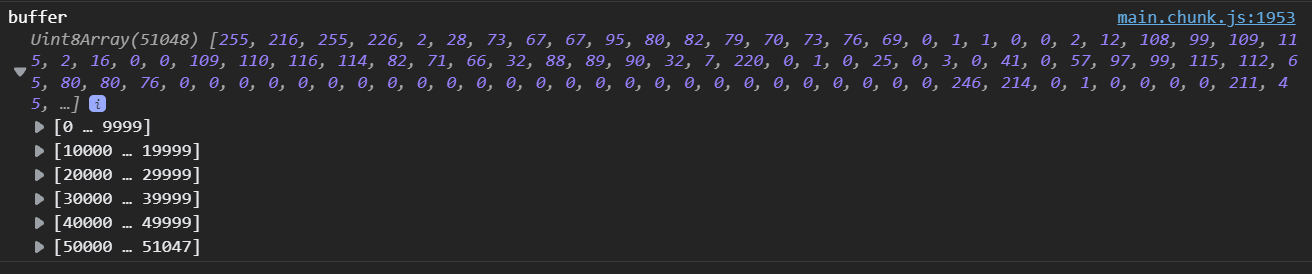 buffer main.chunk.js:1953
Uint8Array(51048) [255, 216, 255, 226, 2, 28, 73, 67, 67, 95, 80, 82, 79, 70, 73, 76, 69, 0, 1, 1, 0, 0, 2, 12, 108, 99, 109, 11
5, 2, 16, 0, 0, 109, 110, 116, 114, 82, 71, 66, 32, 88, 89, 90, 32, 7, 220, 0, 1, 0, 25, 0, 3, 0, 41, 0, 57, 97, 99, 115, 112, 6
5, 80, 80, 76, 0, 0, 0, 0, 0, 0, 0, 0, 0, 0, 0, 0, 0, 0, 0, 0, 0, 0, 0, 0, 0, 0, 0, 0, 246, 214, 0, 1, 0, 0, 0, 0, 211, 4
5, …] i
[0 … 9999]
[10000 … 19999]
[20000 … 29999]
[30000 … 39999]
[40000 … 49999]
[50000 … 51047]